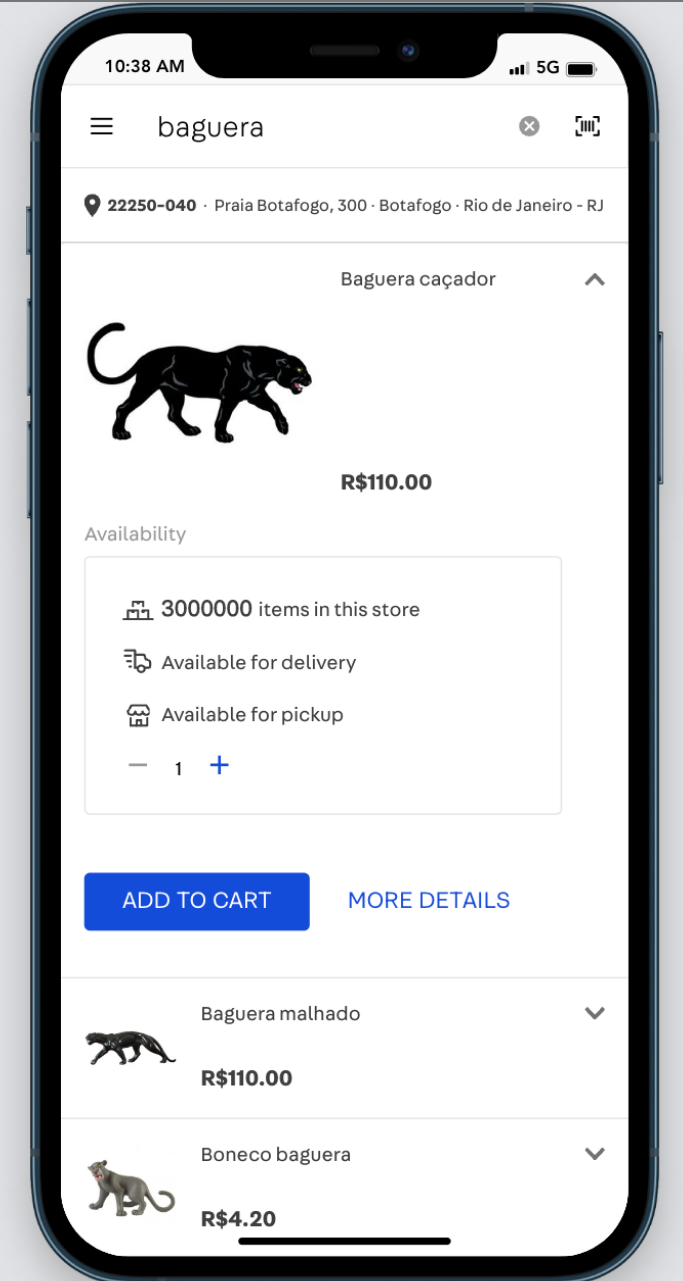 10:38 AM 5G
baguera
22250-040 · Praia Botafogo, 300 · Botafogo · Rio de Janeiro - RJ
Baguera caçador
R$110.00
Availability
3000000 items in this store
Available for delivery
Available for pickup
1
ADD TO CART MORE DETAILS
Baguera malhado
R$110.00
Boneco baguera
R$4.20